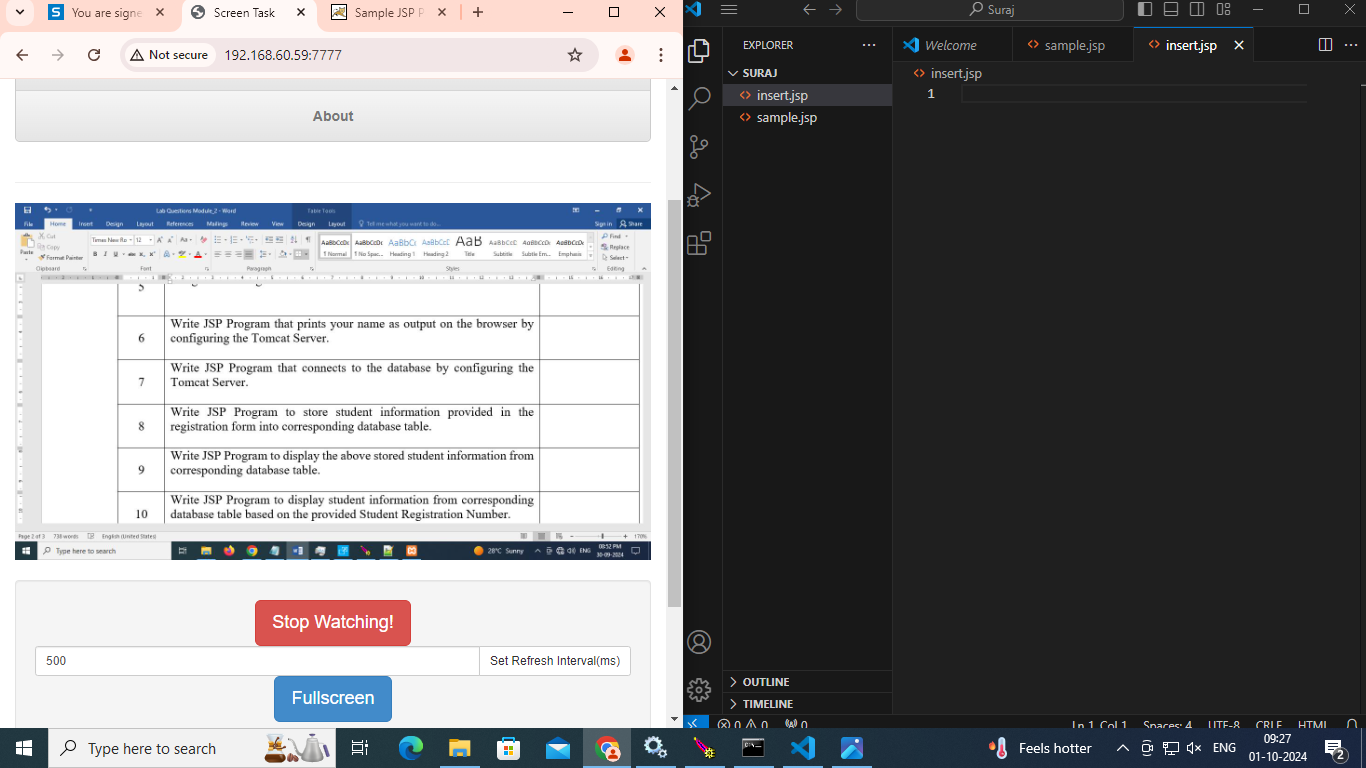 You are signe
Screen Task
Sample JSP P
Not secure
192.168.60.59:7777
About
Lab Questions Module_2 - Word
Table Tools
File
Home
Insert
Design
Layout
References
Mailings
Review
View
Design
Layout
Tell me what you want to do...
Sign in
Share
Cut
Copy
Paste
Format Painter
Times New Ro
12
Find
Replace
Select
AaBbCcDc
AaBbCcDc
AaBbCc
AaBbCcC
AaB
AaBbCcC
AaBbCcDc
AaBbCcDc
¶ Normal
¶ No Spac...
Heading 1
Heading 2
Title
Subtitle
Subtle Em...
Emphasis
Clipboard
Font
Paragraph
Styles
Editing
5
6
Write JSP Program that prints your name as output on the browser by
configuring the Tomcat Server.
7
Write JSP Program that connects to the database by configuring the
Tomcat Server.
8
Write JSP Program to store student information provided in the
registration form into corresponding database table.
9
Write JSP Program to display the above stored student information from
corresponding database table.
10
Write JSP Program to display student information from corresponding
database table based on the provided Student Registration Number.
Page 2 of 3
738 words
English (United States)
178%
Type here to search
28°C Sunny
ENG
08:52 PM
30-09-2024
Stop Watching!
500
Set Refresh Interval(ms)
Fullscreen
Suraj
EXPLORER
Welcome
sample.jsp
insert.jsp
SURAJ
insert.jsp
sample.jsp
insert.jsp
1
OUTLINE
TIMELINE
0
0
0
Ln 1, Col 1
Spaces: 4
UTF-8
CRLF
HTML
Type here to search
Feels hotter
ENG
09:27
01-10-2024
2